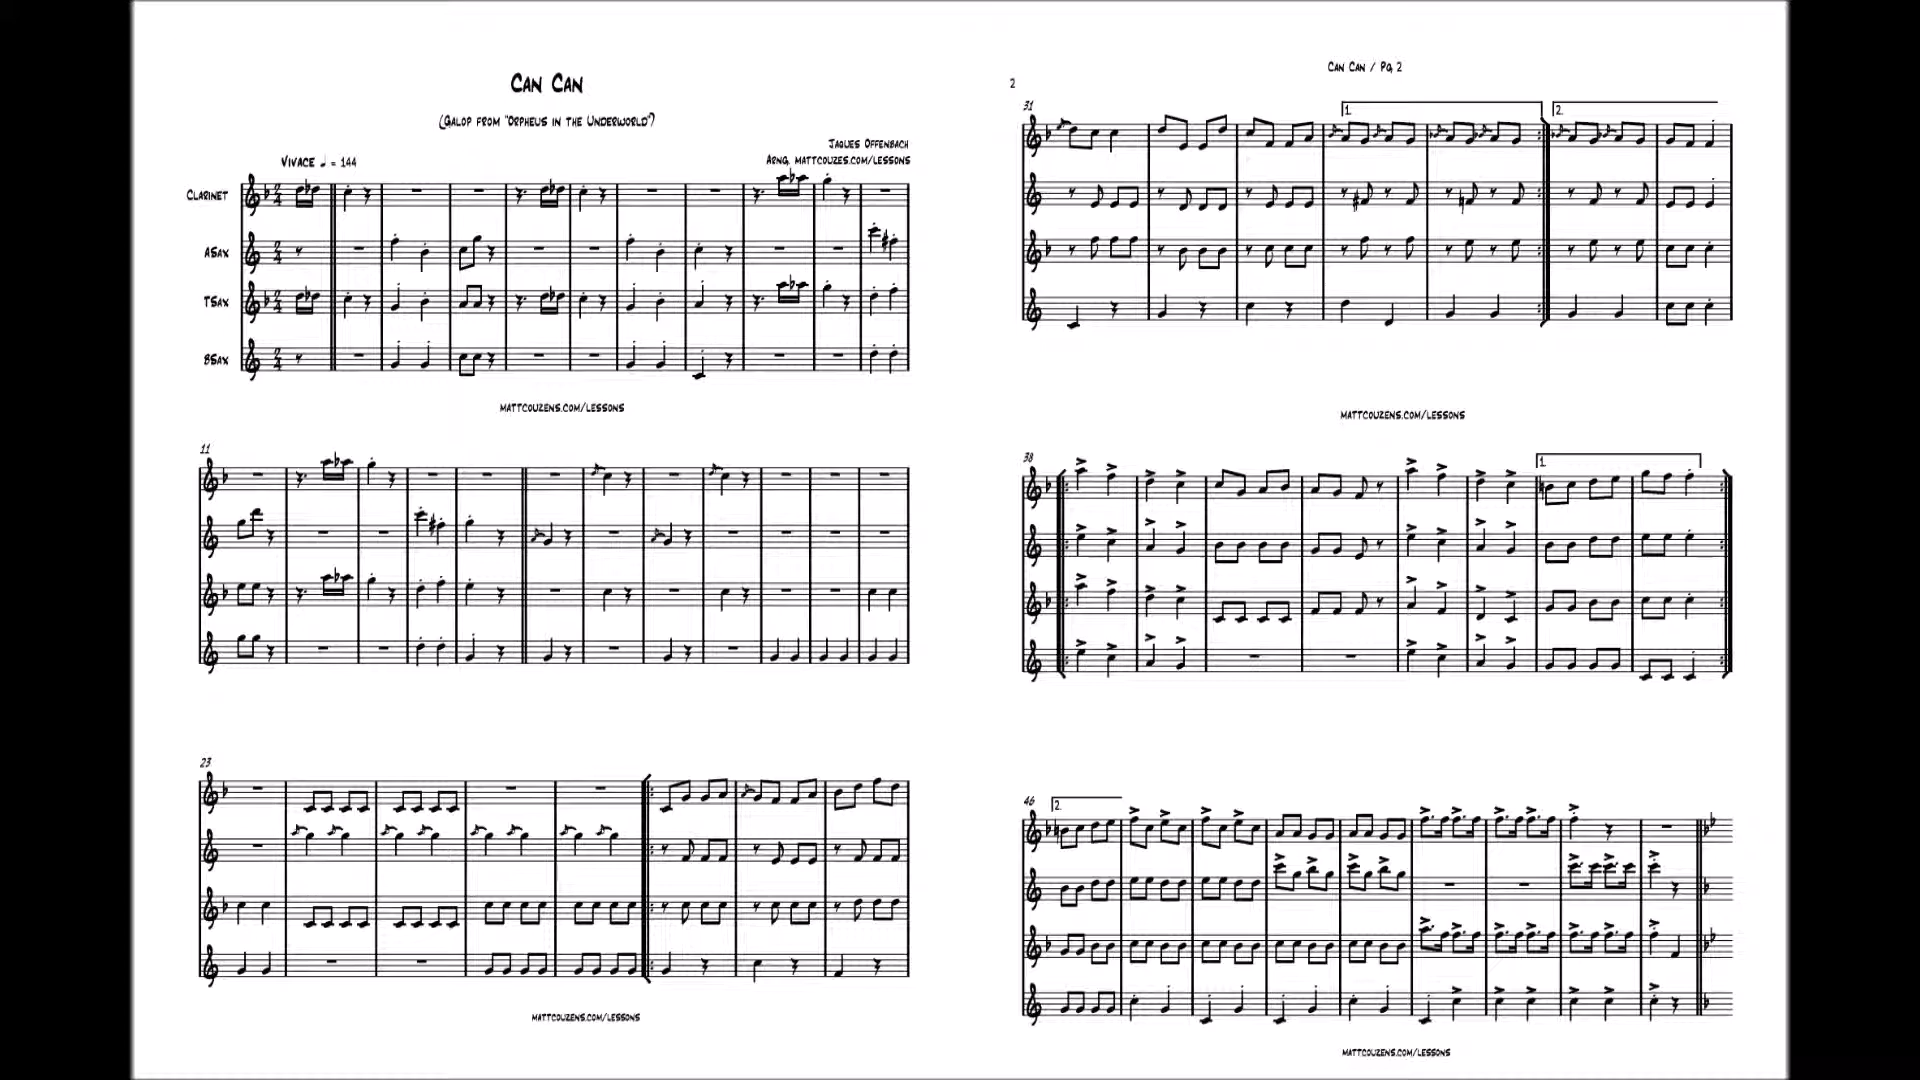 Can Can
(Galop from "Orpheus in the Underworld")
Jaques Offenbach
Vivace ♩ = 144
Arng. mattcouzes.com/lessons
Clarinet
ASax
TSax
BSax
mattcouzens.com/lessons
11
23
mattcouzens.com/lessons
Can Can / Pg. 2
2
31
1.
2.
mattcouzens.com/lessons
38
1.
46
2.
mattcouzens.com/lessons